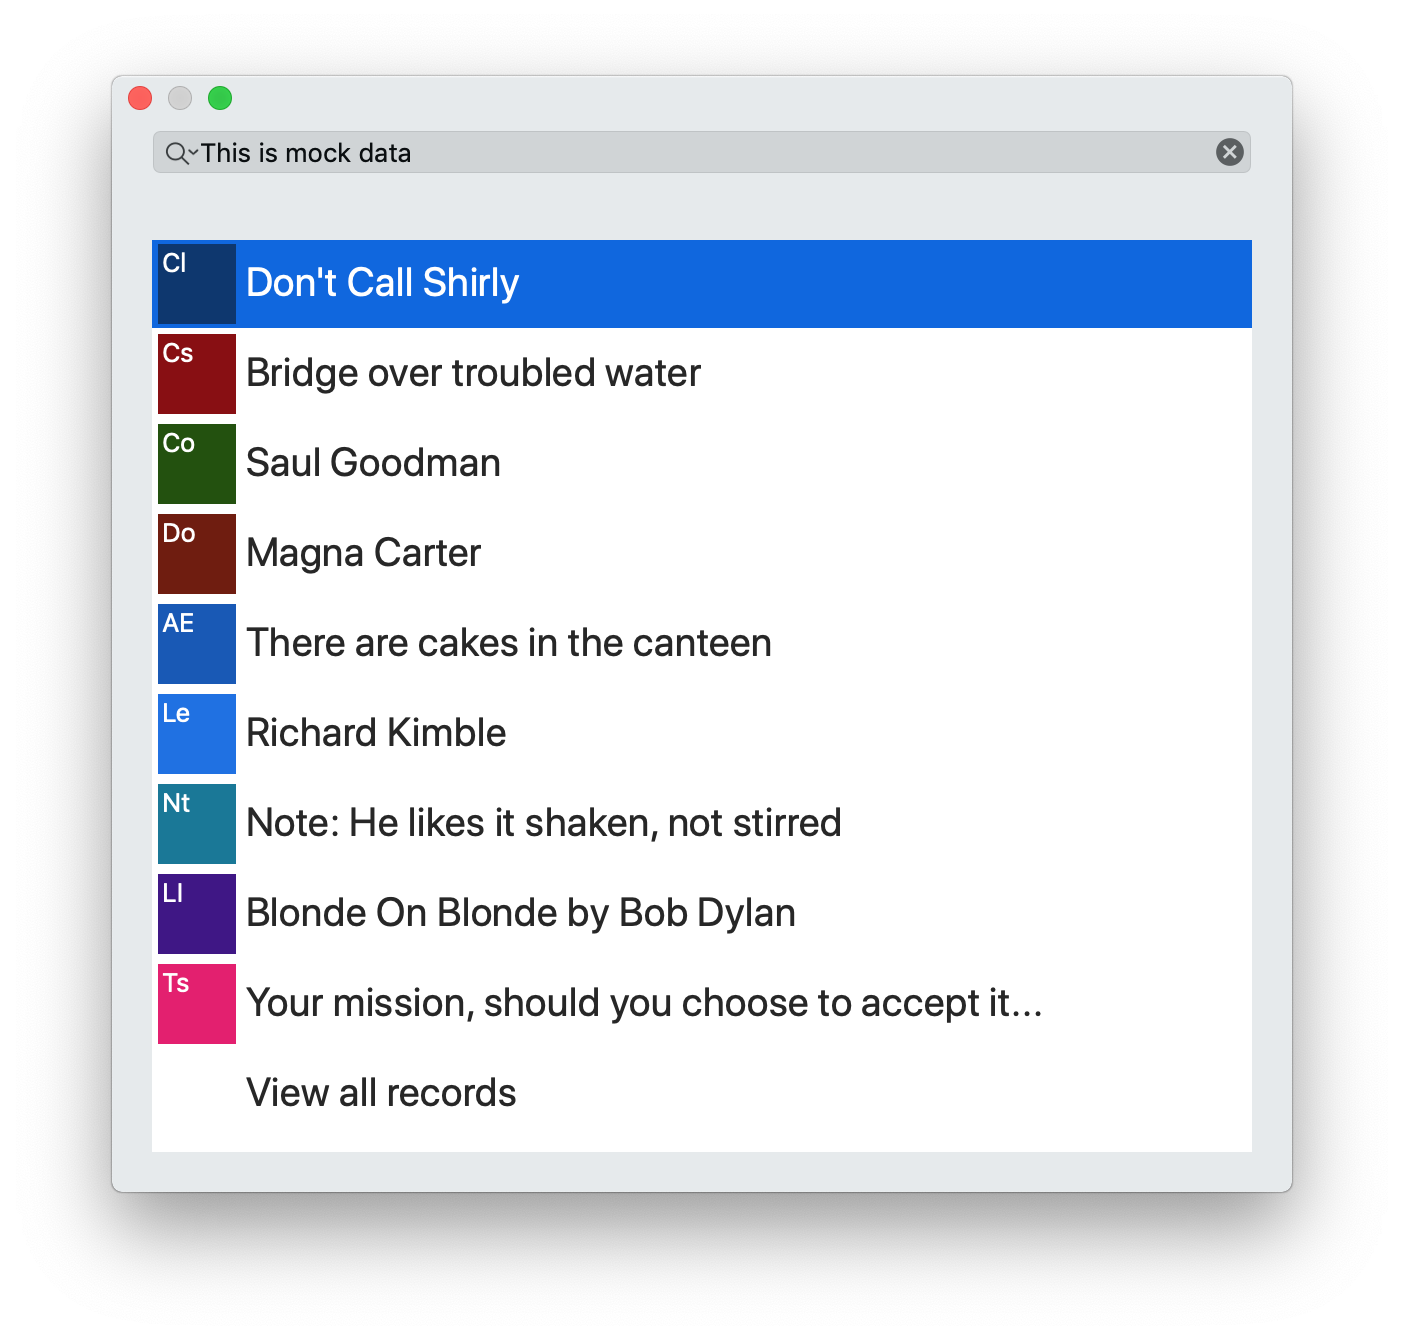 This is mock data
Cl
Don't Call Shirly
Cs
Bridge over troubled water
Co
Saul Goodman
Do
Magna Carter
AE
There are cakes in the canteen
Le
Richard Kimble
Nt
Note: He likes it shaken, not stirred
LI
Blonde On Blonde by Bob Dylan
Ts
Your mission, should you choose to accept it...
View all records